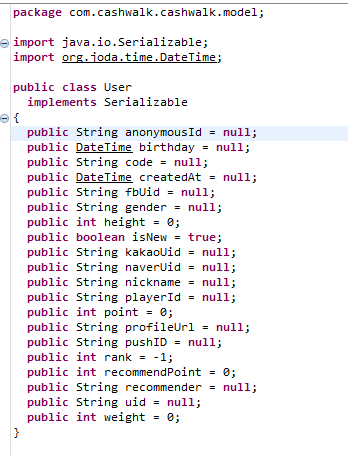 package com.cashwalk.cashwalk.model;
import java.io.Serializable;
import org.joda.time.DateTime;
public class User
implements Serializable
{
public String anonymousId = null;
public DateTime birthday = null;
public String code = null;
public DateTime createdAt = null;
public String fbUid = null;
public String gender = null;
public int height = 0;
public boolean isNew = true;
public String kakaoUid = null;
public String naverUid = null;
public String nickname = null;
public String playerId = null;
public int point = 0;
public String profileUrl = null;
public String pushID = null;
public int rank = -1;
public int recommendPoint = 0;
public String recommender = null;
public String uid = null;
public int weight = 0;
}